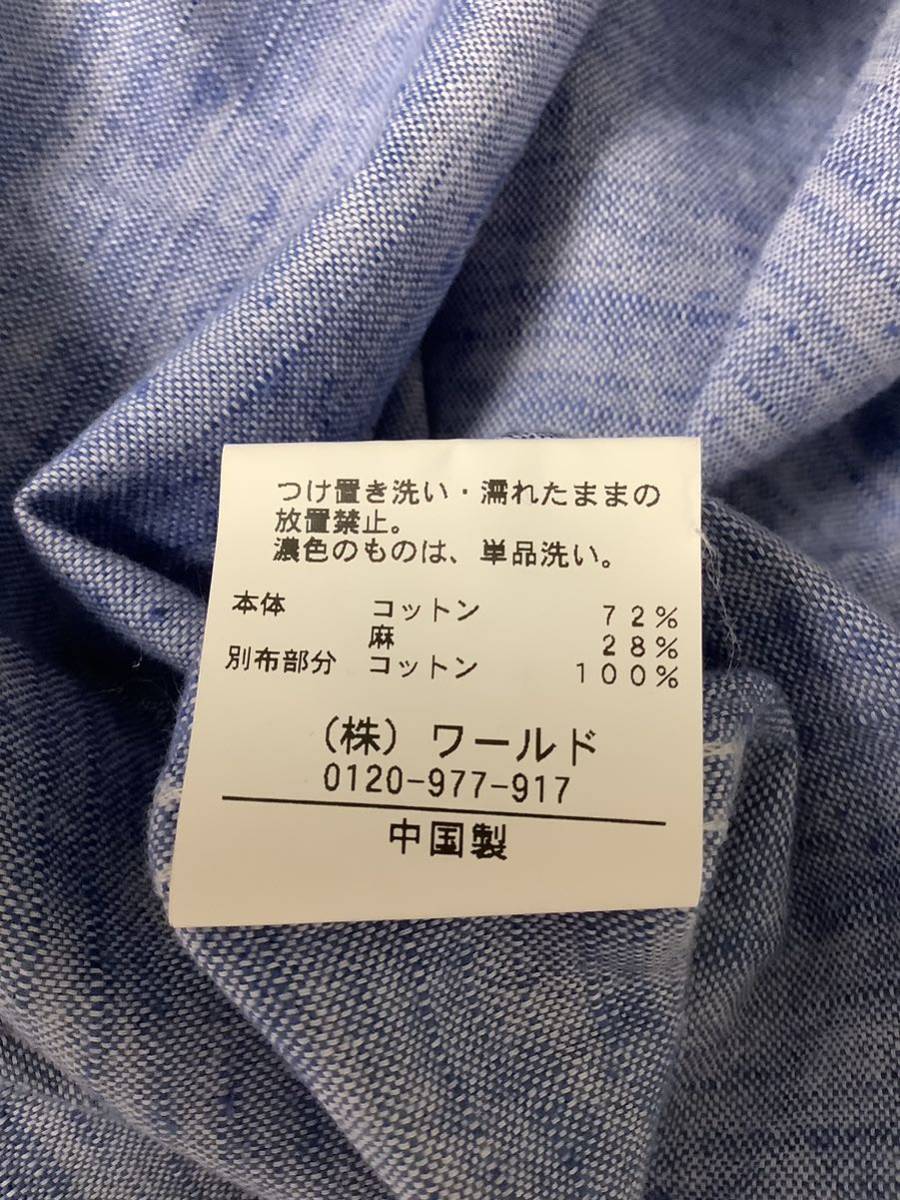 つけ置き洗い・濡れたままの
放置禁止。
濃色のものは、単品洗い。
本体 コットン 72%
麻 28%
別布部分 コットン 100%
(株) ワールド
0120-977-917
中国製